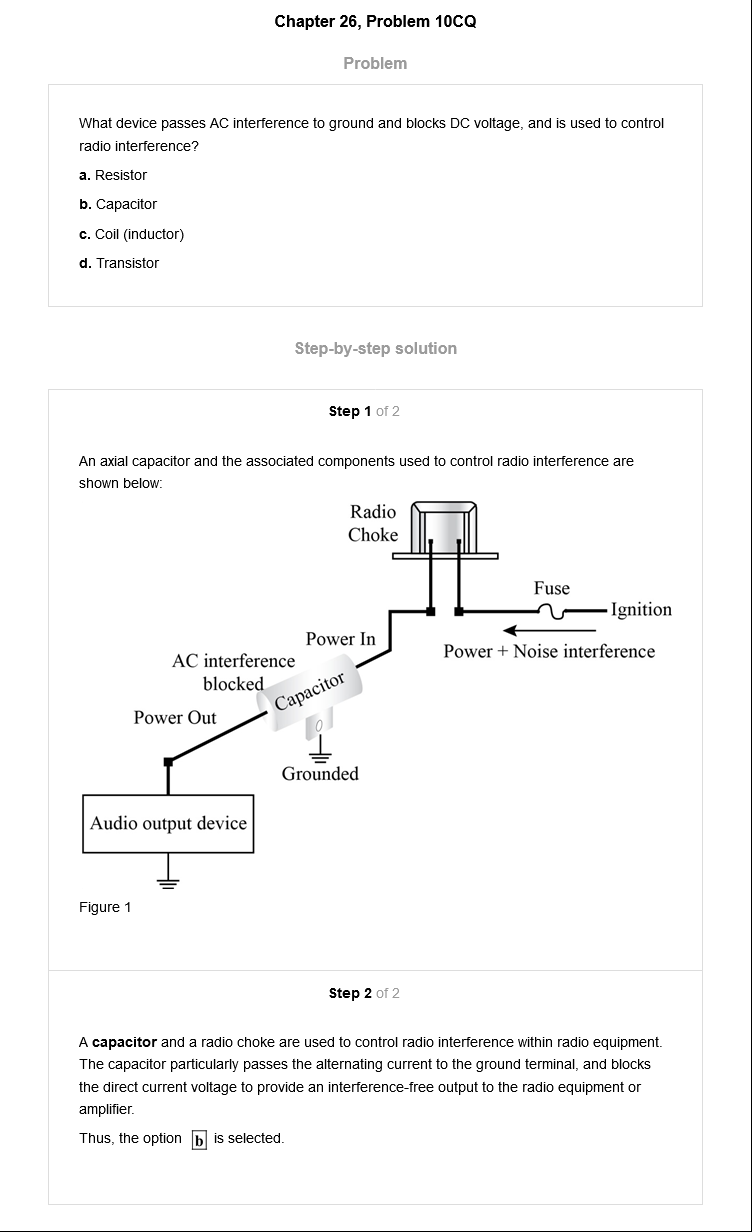 Chapter 26, Problem 10CQ
Problem
What device passes AC interference to ground and blocks DC voltage, and is used to control
radio interference?
a. Resistor
b. Capacitor
c. Coil (inductor)
d. Transistor
Step-by-step solution
Step 1 of 2
An axial capacitor and the associated components used to control radio interference are
shown below:
Radio
Choke
Fuse
Ignition
Power + Noise interference
Power In
AC interference
blocked
Capacitor
Power Out
Grounded
Audio output device
Figure 1
Step 2 of 2
A capacitor and a radio choke are used to control radio interference within radio equipment.
The capacitor particularly passes the alternating current to the ground terminal, and blocks
the direct current voltage to provide an interference-free output to the radio equipment or
amplifier.
Thus, the option b is selected.